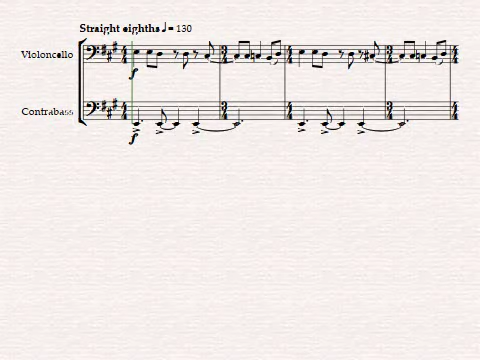 Straight eighths ♩= 130
Violoncello
f
Contrabass
f